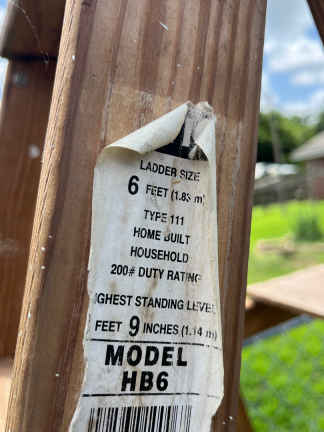 LADDER SIZE
6 FEET (1.83 m)
TYPE 111
HOME BUILT
HOUSEHOLD
200# DUTY RATING
GHEST STANDING LEVEL
FEET 9 INCHES (1.14 m)
MODEL
HB6